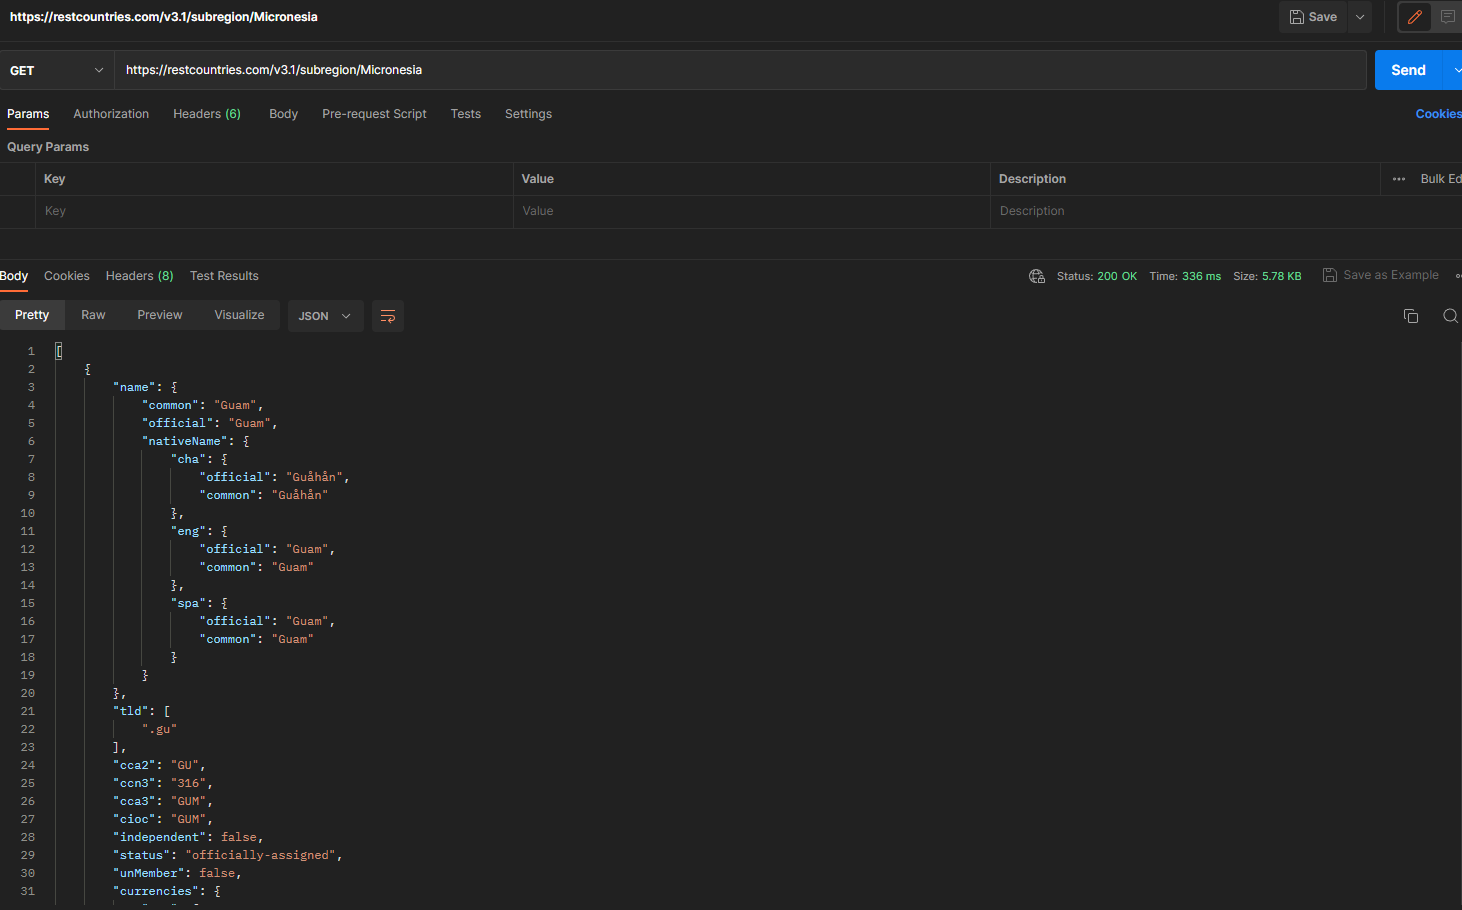 https://restcountries.com/v3.1/subregion/Micronesia
Save
GET https://restcountries.com/v3.1/subregion/Micronesia Send
Params Authorization Headers (6) Body Pre-request Script Tests Settings Cookies
Query Params
Key Value Description ••• Bulk Ed
Key Value Description
Body Cookies Headers (8) Test Results Status: 200 OK Time: 336 ms Size: 5.78 KB Save as Example
Pretty Raw Preview Visualize JSON
1 [
2 {
3 "name": {
4 "common": "Guam",
5 "official": "Guam",
6 "nativeName": {
7 "cha": {
8 "official": "Guåhån",
9 "common": "Guåhån"
10 },
11 "eng": {
12 "official": "Guam",
13 "common": "Guam"
14 },
15 "spa": {
16 "official": "Guam",
17 "common": "Guam"
18 }
19 }
20 },
21 "tld": [
22 ".gu"
23 ],
24 "cca2": "GU",
25 "ccn3": "316",
26 "cca3": "GUM",
27 "cioc": "GUM",
28 "independent": false,
29 "status": "officially-assigned",
30 "unMember": false,
31 "currencies": {